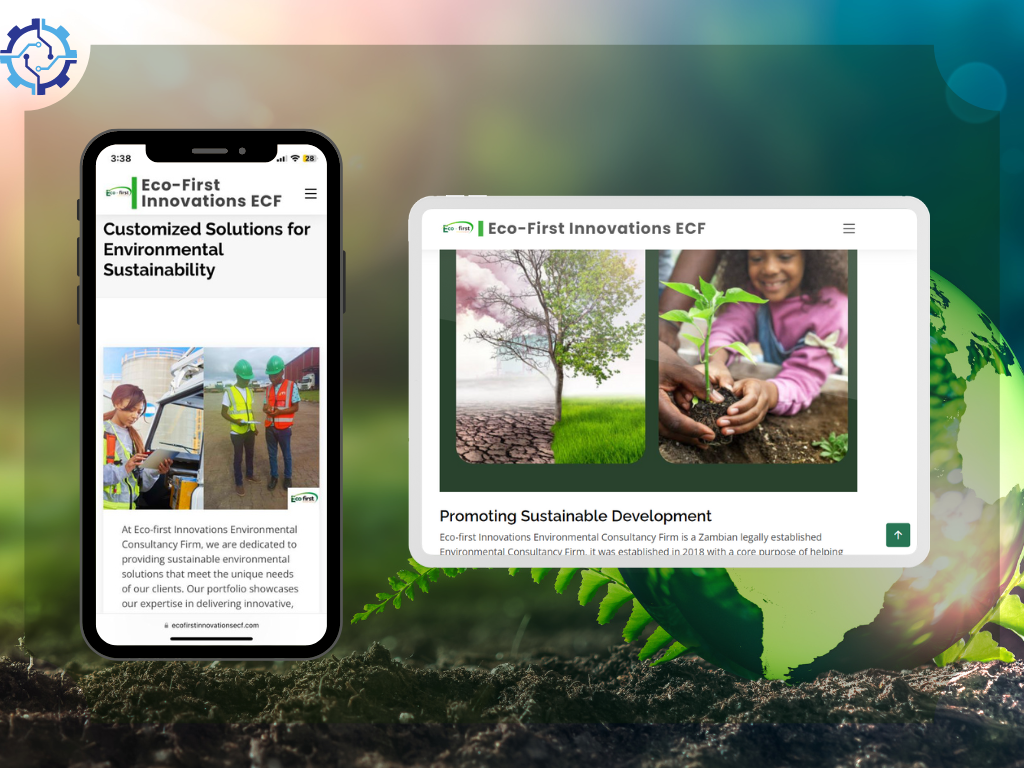 3:38
28
Eco-first
Eco-First
Innovations ECF
Customized Solutions for
Environmental
Sustainability
Eco first
At Eco-first Innovations Environmental
Consultancy Firm, we are dedicated to
providing sustainable environmental
solutions that meet the unique needs
of our clients. Our portfolio showcases
our expertise in delivering innovative,
ecofirstinnovationsecf.com
Eco-first
Eco-First Innovations ECF
Promoting Sustainable Development
Eco-first Innovations Environmental Consultancy Firm is a Zambian legally established
Environmental Consultancy Firm, it was established in 2018 with a core purpose of helping